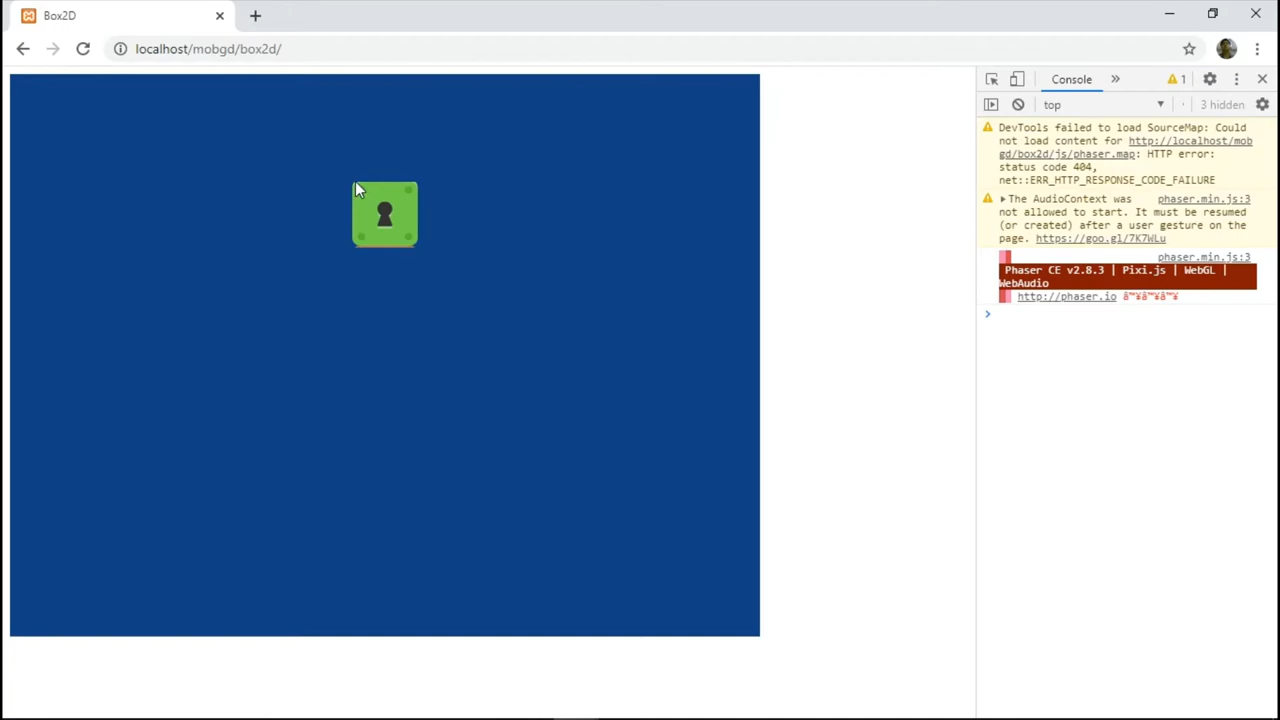 Box2D
localhost/mobgd/box2d/
Console
1
top
3 hidden
DevTools failed to load SourceMap: Could
not load content for http://localhost/mob
gd/box2d/js/phaser.map: HTTP error:
status code 404,
net::ERR_HTTP_RESPONSE_CODE_FAILURE
The AudioContext was phaser.min.js:3
not allowed to start. It must be resumed
(or created) after a user gesture on the
page. https://goo.gl/7K7WLu
phaser.min.js:3
Phaser CE v2.8.3 | Pixi.js | WebGL |
WebAudio
http://phaser.io â™¥â™¥â™¥